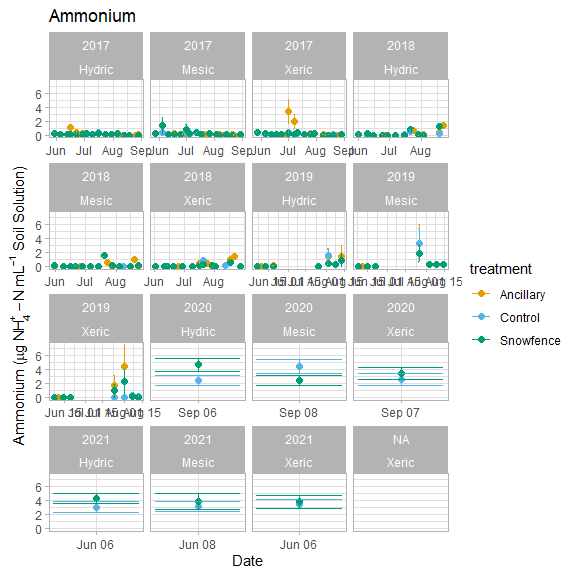 Ammonium
2017 2017 2017 2018
Hydric Mesic Xeric Hydric
6
4
2
0
Jun Jul Aug Sep Jun Jul Aug Sep Jun Jul Aug Sep Jun Jul Aug
2018 2018 2019 2019
Mesic Xeric Hydric Mesic
6
4
2
0
Jun Jul Aug Jun Jul Aug
2019 2020 2020 2020
Xeric Hydric Mesic Xeric
6
4
2
0
Sep 06 Sep 08 Sep 07
2021 2021 2021 NA
Hydric Mesic Xeric Xeric
6
4
2
0
Jun 06 Jun 08 Jun 06
Date
Ammonium (µg NH₄⁺ − N mL⁻¹ Soil Solution)
treatment
Ancillary
Control
Snowfence